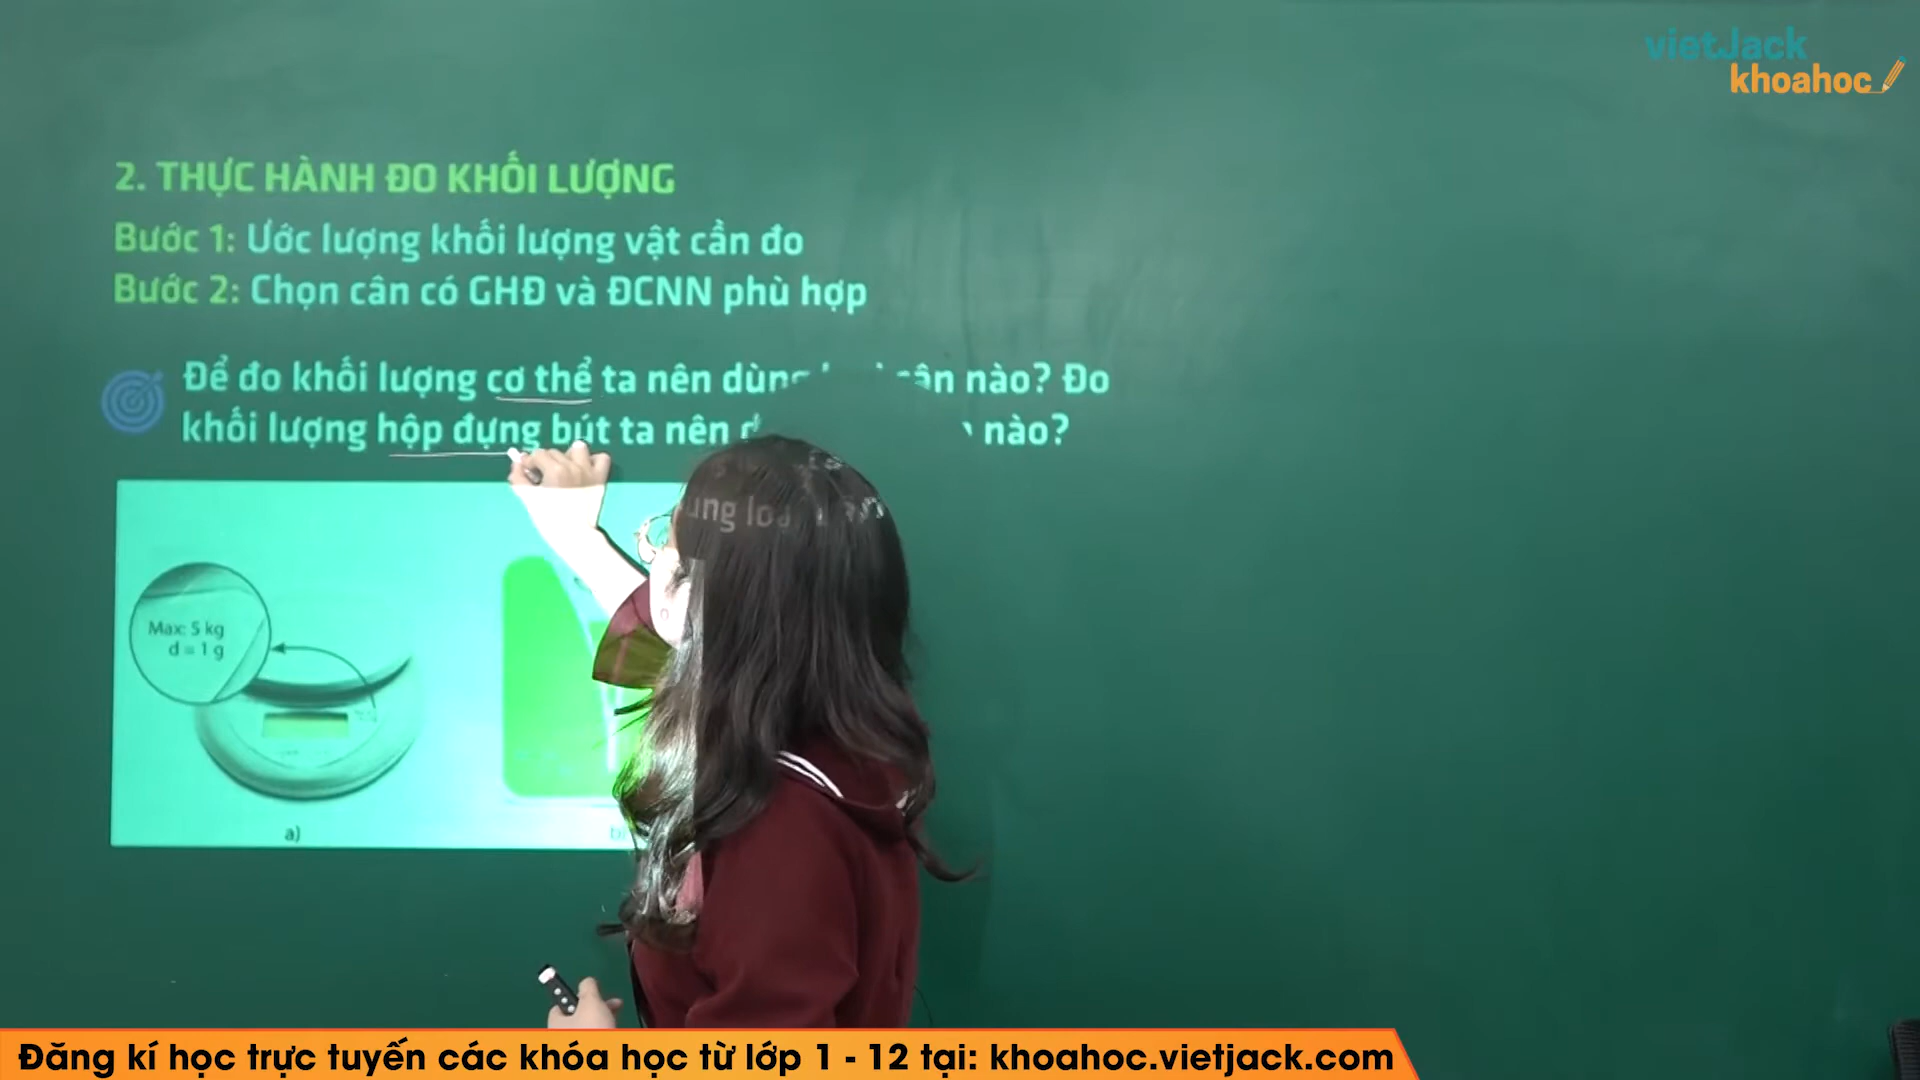 vietJack
khoahoc
2. THỰC HÀNH ĐO KHỐI LƯỢNG
Bước 1: Ước lượng khối lượng vật cần đo
Bước 2: Chọn cân có GHĐ và ĐCNN phù hợp
Để đo khối lượng cơ thể ta nên dùng cân nào? Đo
khối lượng hộp đựng bút ta nên nào?
Max: 5 kg
d = 1 g
a)
b)
Đăng kí học trực tuyến các khóa học từ lớp 1 - 12 tại: khoahoc.vietjack.com